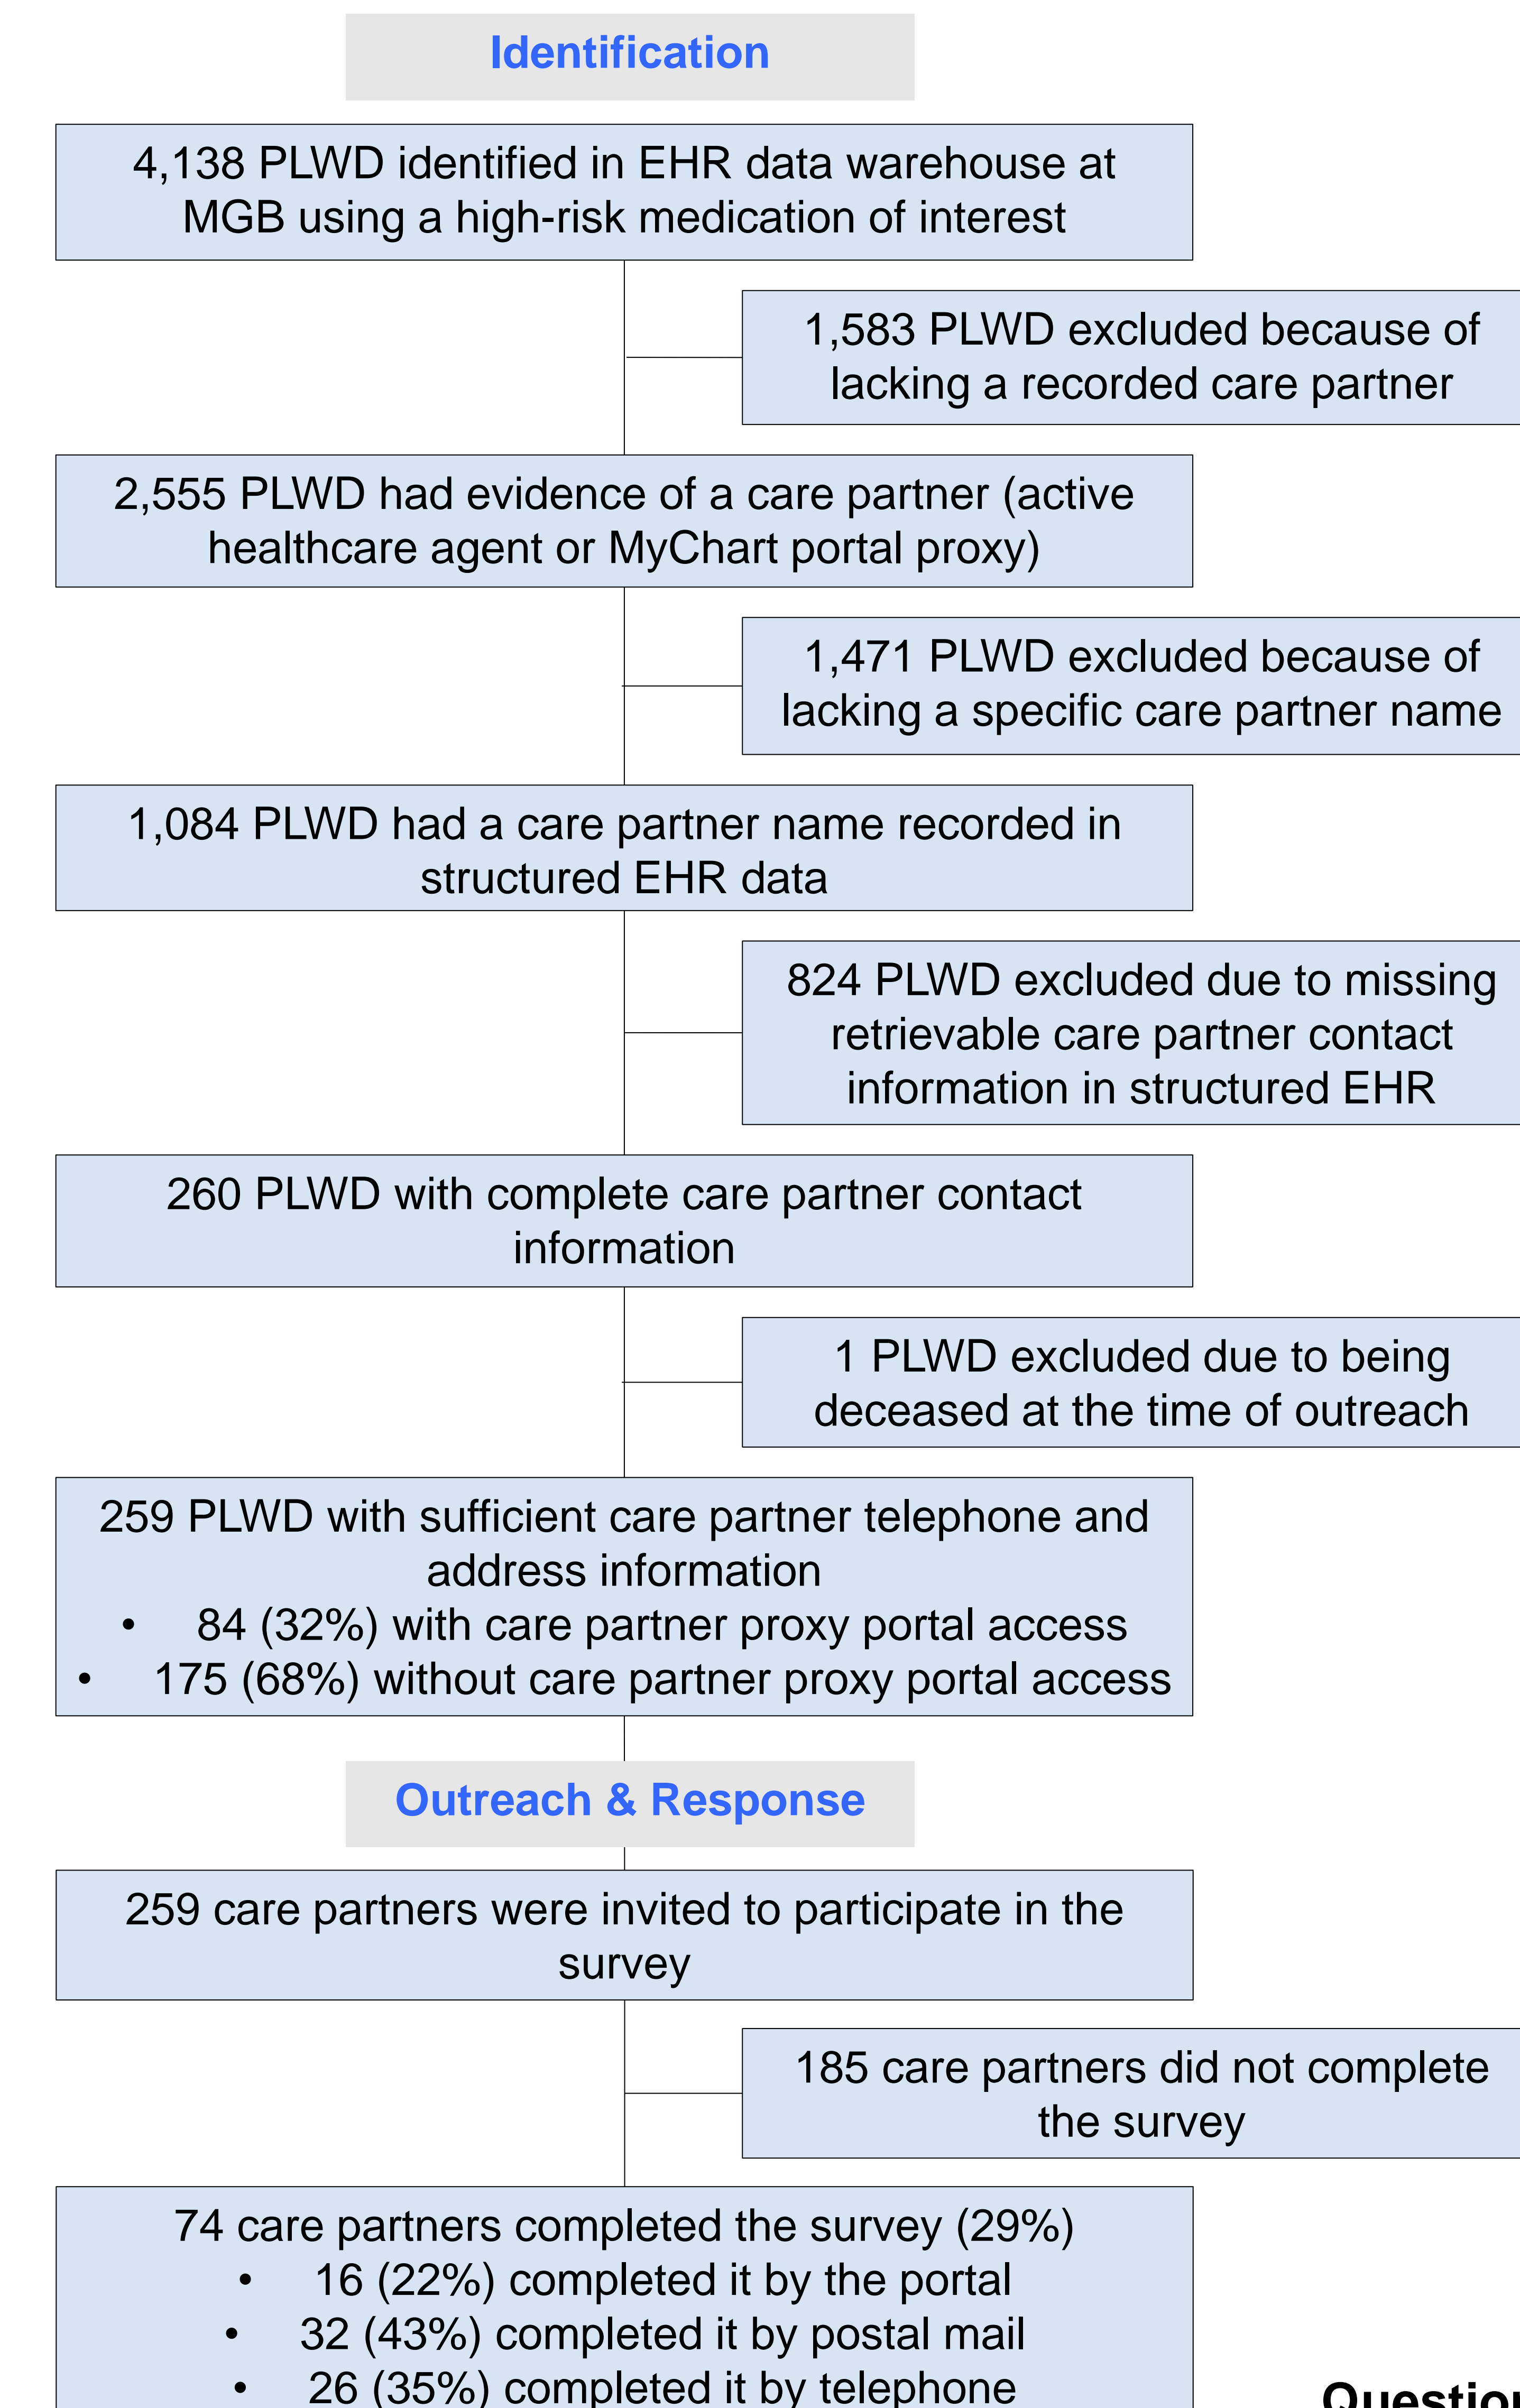 Identification
4,138 PLWD identified in EHR data warehouse at
MGB using a high-risk medication of interest
1,583 PLWD excluded because of
lacking a recorded care partner
2,555 PLWD had evidence of a care partner (active
healthcare agent or MyChart portal proxy)
1,471 PLWD excluded because of
lacking a specific care partner name
1,084 PLWD had a care partner name recorded in
structured EHR data
824 PLWD excluded due to missing
retrievable care partner contact
information in structured EHR
260 PLWD with complete care partner contact
information
1 PLWD excluded due to being
deceased at the time of outreach
259 PLWD with sufficient care partner telephone and
address information
• 84 (32%) with care partner proxy portal access
• 175 (68%) without care partner proxy portal access
Outreach & Response
259 care partners were invited to participate in the
survey
185 care partners did not complete
the survey
74 care partners completed the survey (29%)
• 16 (22%) completed it by the portal
• 32 (43%) completed it by postal mail
• 26 (35%) completed it by telephone